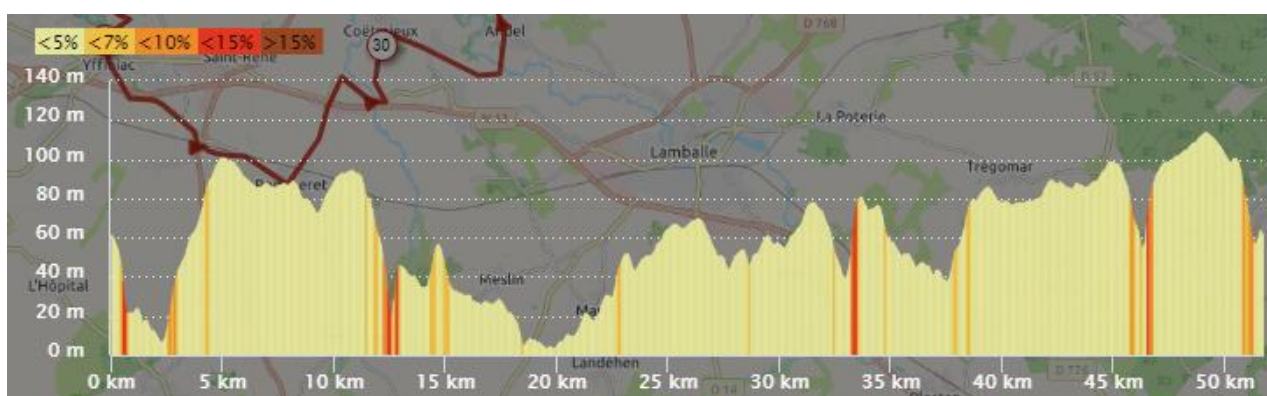 D 768
<5% <7% <10% <15% >15%
30
Yffiniac
Saint-René
140 m
120 m
La Poterie
100 m
Lamballe
Trégomar
80 m
60 m
40 m
L'Hôpital
Meslin
20 m
0 m
Landéhen
0 km 5 km 10 km 15 km 20 km 25 km 30 km 35 km 40 km 45 km 50 km
D 14